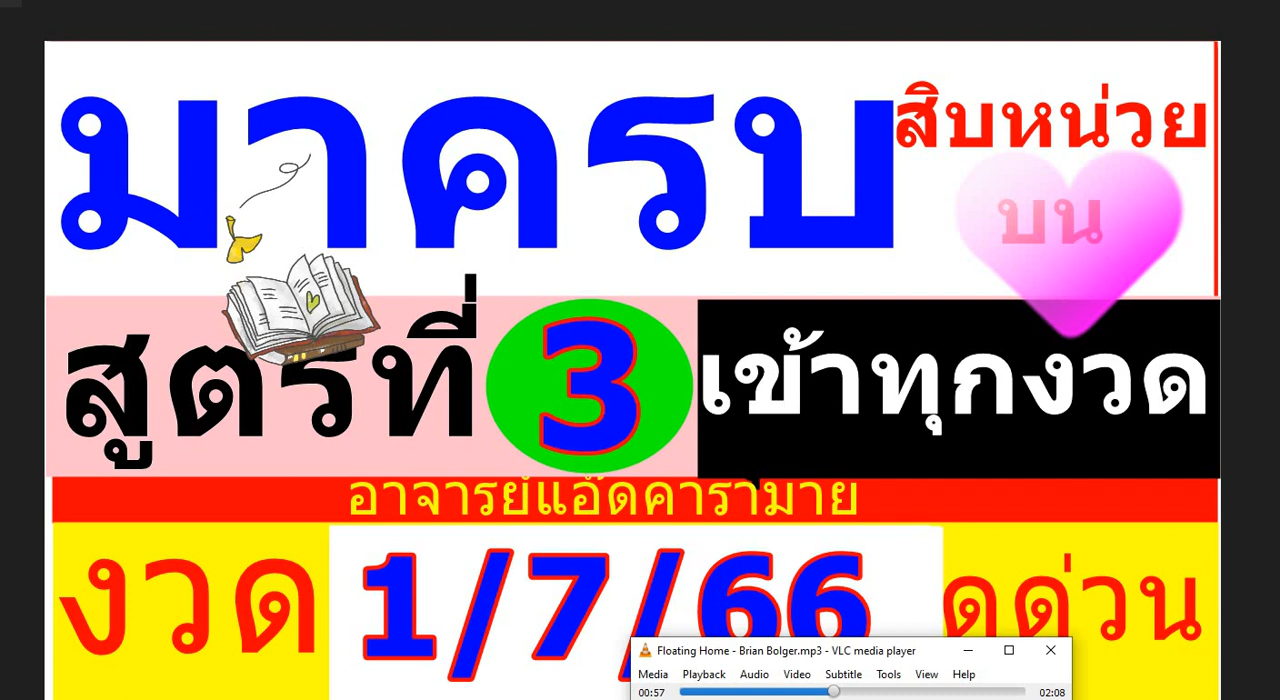 มาครบ
สิบหน่วย
บน
สูตรที่ 3 เข้าทุกงวด
อาจารย์แอ๊ดคารามาย
งวด 1/7/66 ดด่วน
Floating Home - Brian Bolger.mp3 - VLC media player
Media Playback Audio Video Subtitle Tools View Help
00:57 02:08